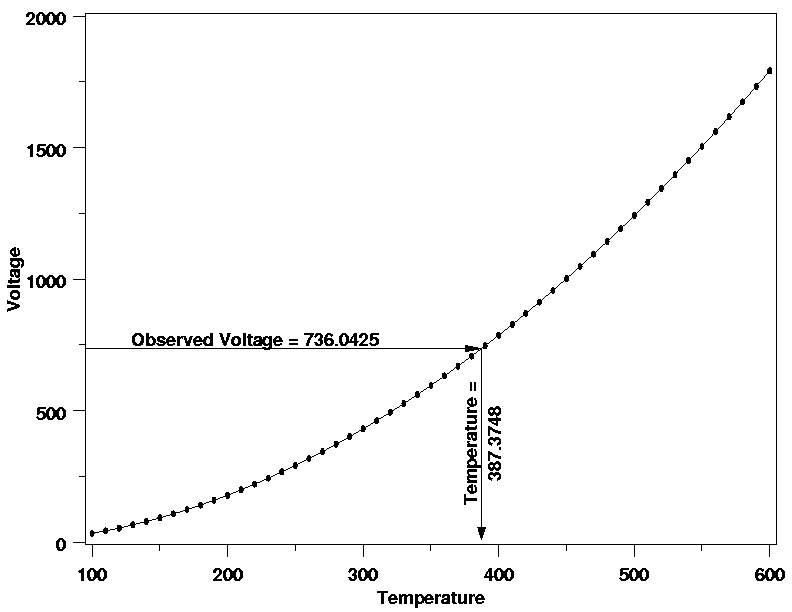 2000
1500
1000
500
0
Voltage
Observed Voltage = 736.0425
Temperature =
387.3748
100 200 300 400 500 600
Temperature